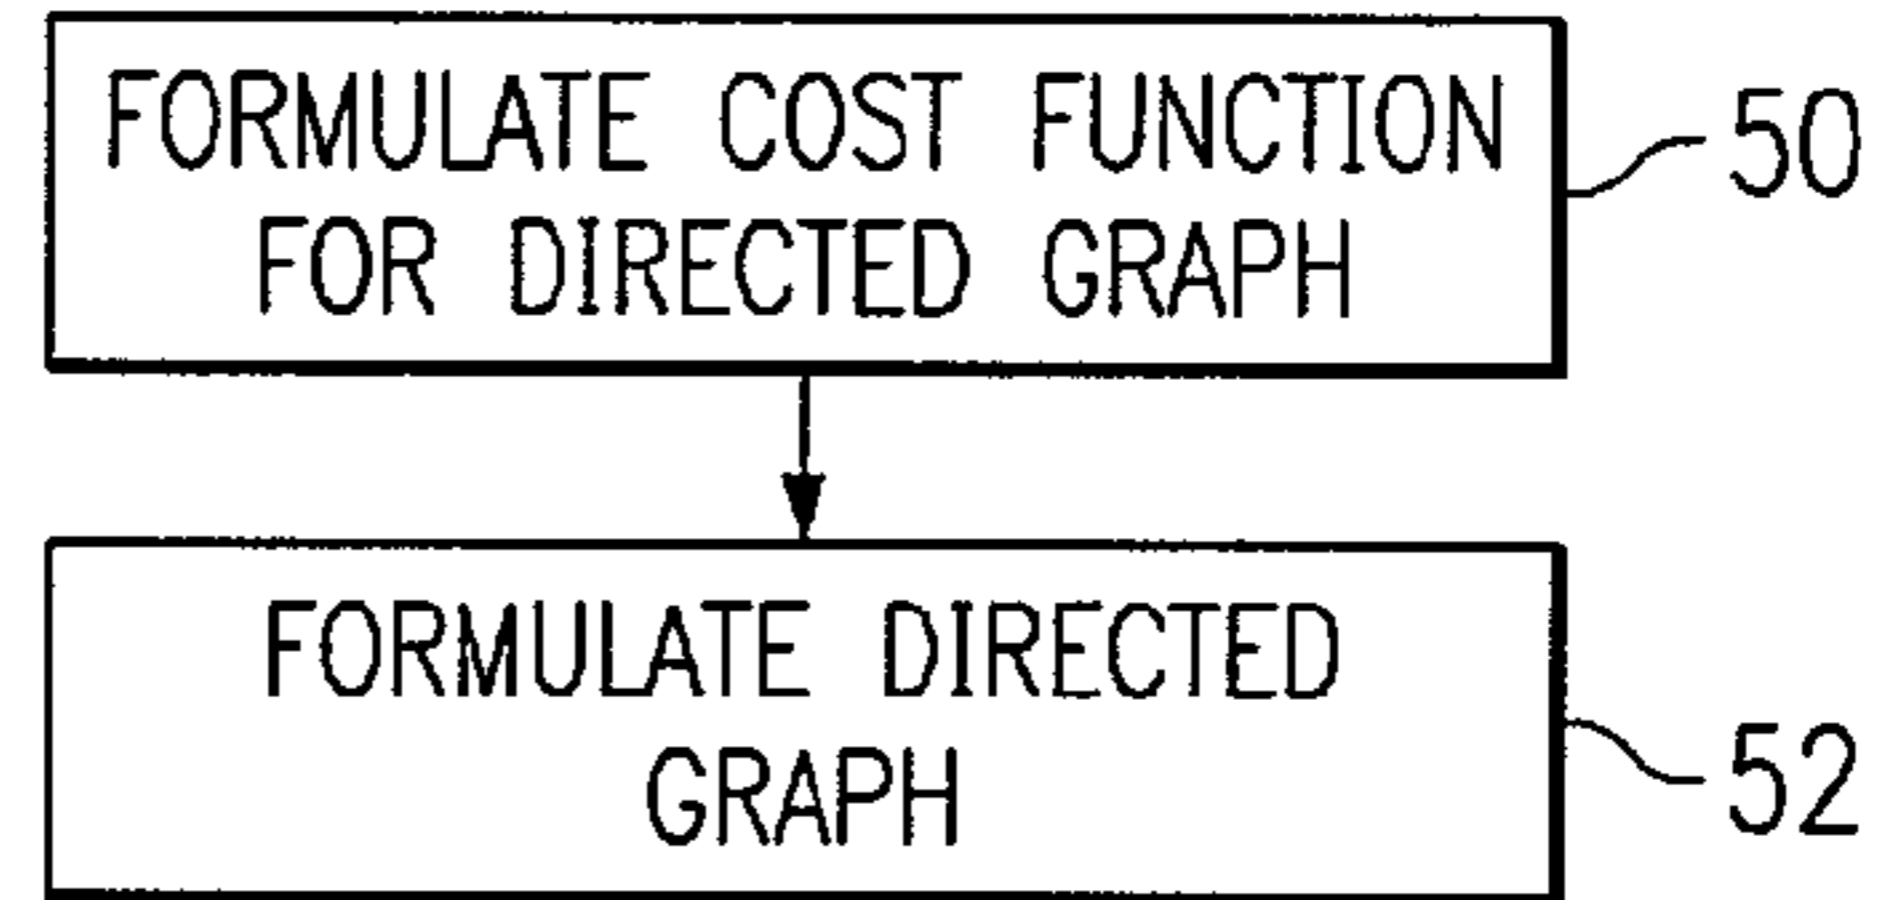 FORMULATE COST FUNCTION
FOR DIRECTED GRAPH
50
FORMULATE DIRECTED
GRAPH
52